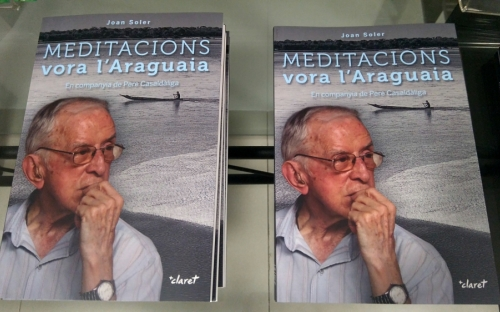 Joan Soler
MEDITACIONS
vora l'Araguaia
En companyia de Pere Casaldàliga
claret
Joan Soler
MEDITACIONS
vora l'Araguaia
En companyia de Pere Casaldàliga
claret